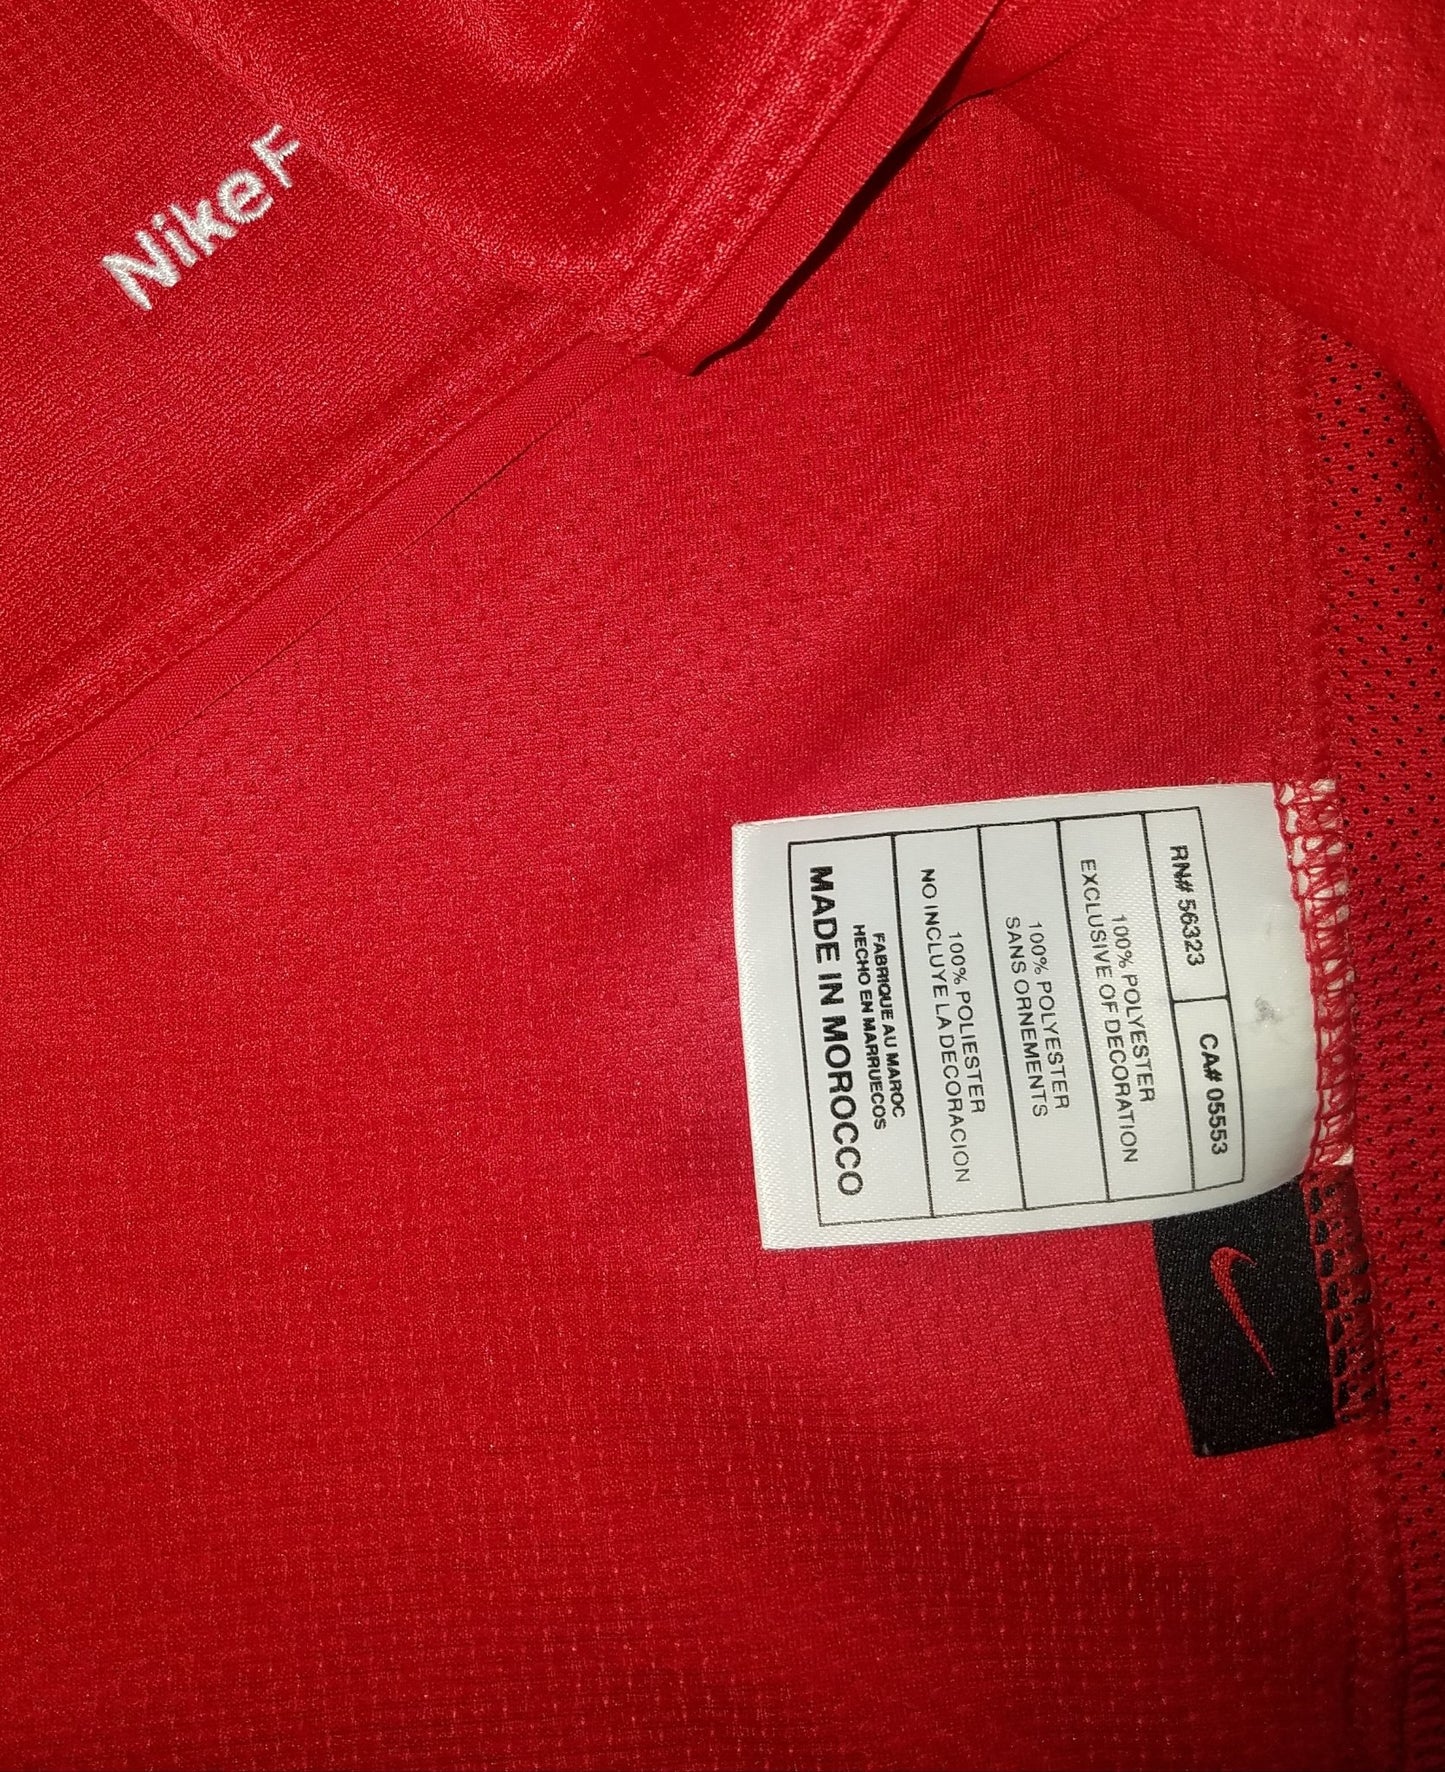 Nike F
RN# 56323
CA# 05553
100% POLYESTER
EXCLUSIVE OF DECORATION
100% POLYESTER
SANS ORNEMENTS
100% POLIESTER
NO INCLUYE LA DECORACION
FABRIQUE AU MAROC
HECHO EN MARRUECOS
MADE IN MOROCCO